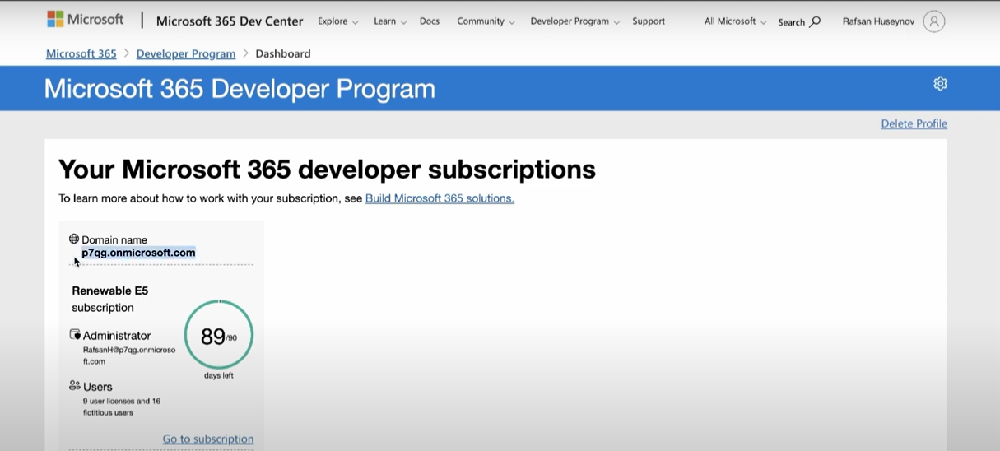 Microsoft | Microsoft 365 Dev Center Explore Learn Docs Community Developer Program Support All Microsoft Search Rafsan Huseynov
Microsoft 365 > Developer Program > Dashboard
Microsoft 365 Developer Program
Delete Profile
Your Microsoft 365 developer subscriptions
To learn more about how to work with your subscription, see Build Microsoft 365 solutions.
Domain name
p7qg.onmicrosoft.com
Renewable E5
subscription
Administrator
RafsanH@p7qg.onmicroso
ft.com
89/90
days left
Users
9 user licenses and 16
fictitious users
Go to subscription